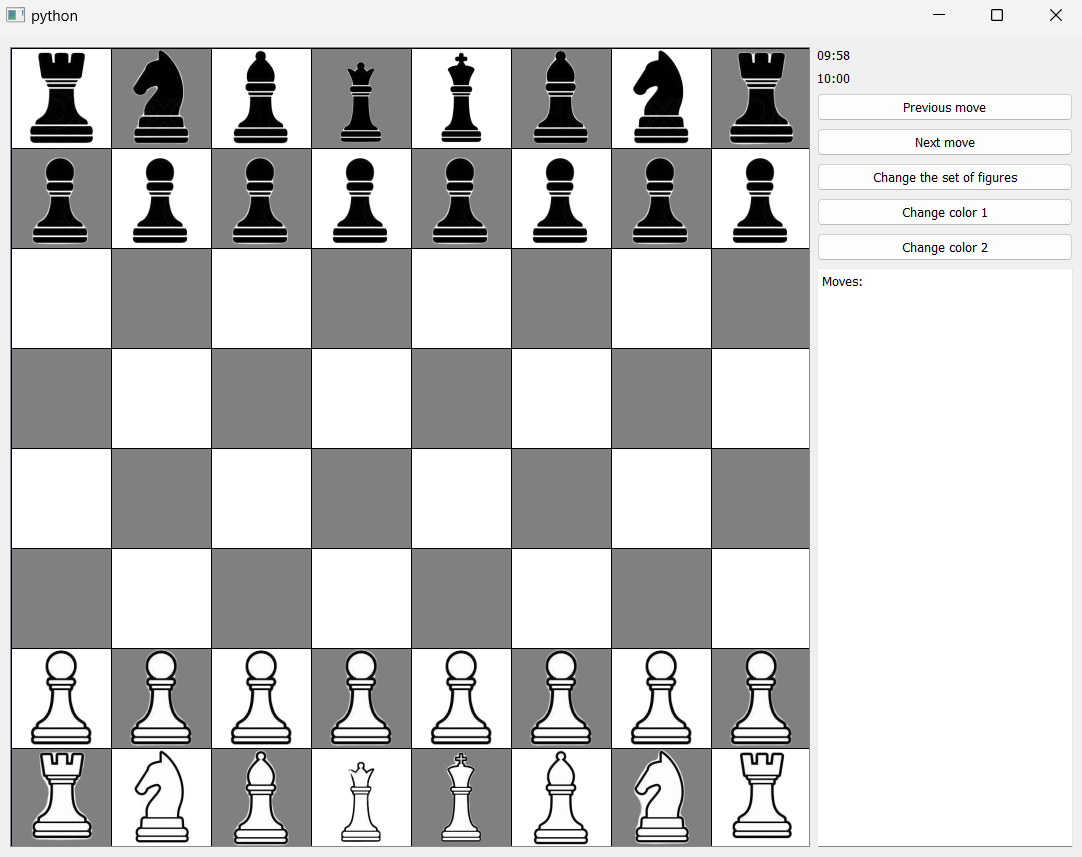 python
09:58
10:00
Previous move
Next move
Change the set of figures
Change color 1
Change color 2
Moves: